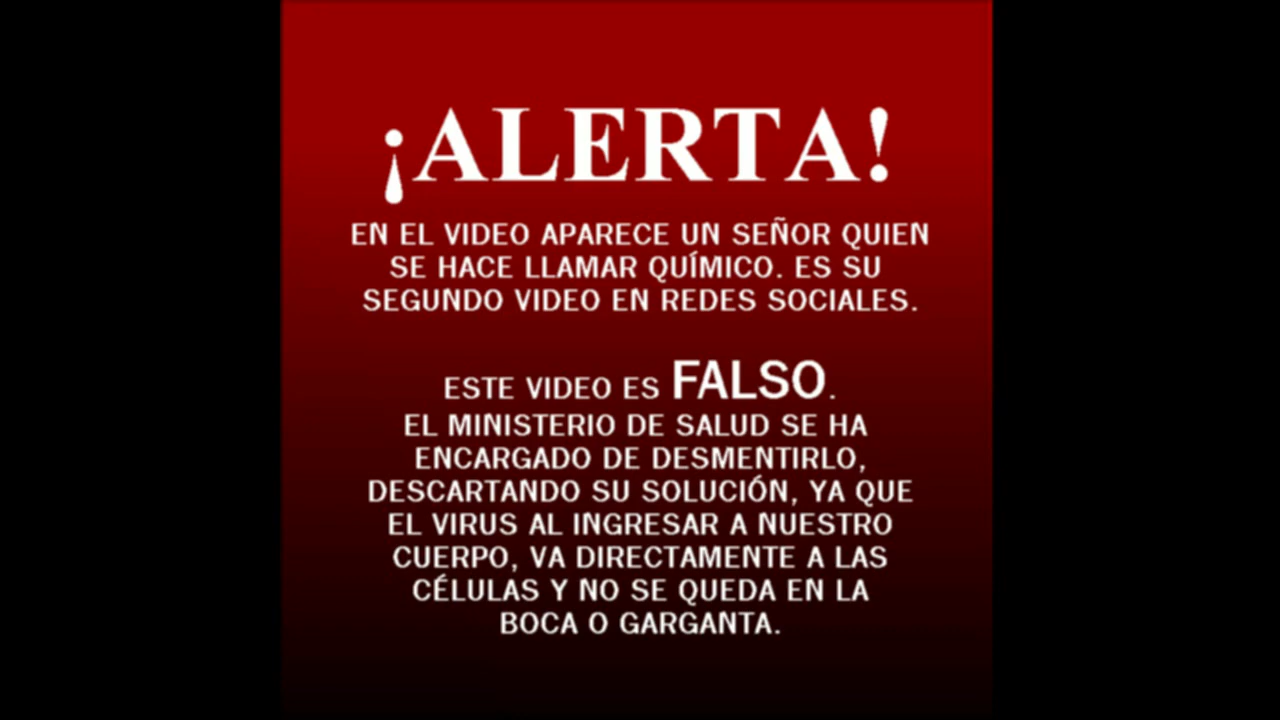 ¡ALERTA!
EN EL VIDEO APARECE UN SEÑOR QUIEN
SE HACE LLAMAR QUÍMICO. ES SU
SEGUNDO VIDEO EN REDES SOCIALES.
ESTE VIDEO ES FALSO.
EL MINISTERIO DE SALUD SE HA
ENCARGADO DE DESMENTIRLO,
DESCARTANDO SU SOLUCIÓN, YA QUE
EL VIRUS AL INGRESAR A NUESTRO
CUERPO, VA DIRECTAMENTE A LAS
CÉLULAS Y NO SE QUEDA EN LA
BOCA O GARGANTA.